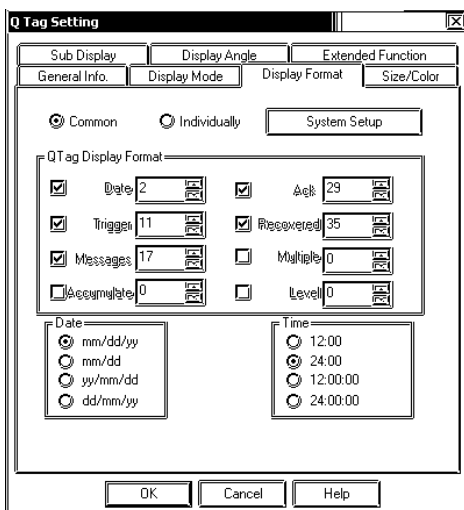 Q Tag Setting
Sub Display Display Angle Extended Function
General Info. Display Mode Display Format Size/Color
Common Individually System Setup
QTag Display Format
Date 2 Ack 29
Trigger 11 Recovered 35
Messages 17 Multiple 0
Accumulate 0 Level 0
Date Time
mm/dd/yy 12:00
mm/dd 24:00
yy/mm/dd 12:00:00
dd/mm/yy 24:00:00
OK Cancel Help